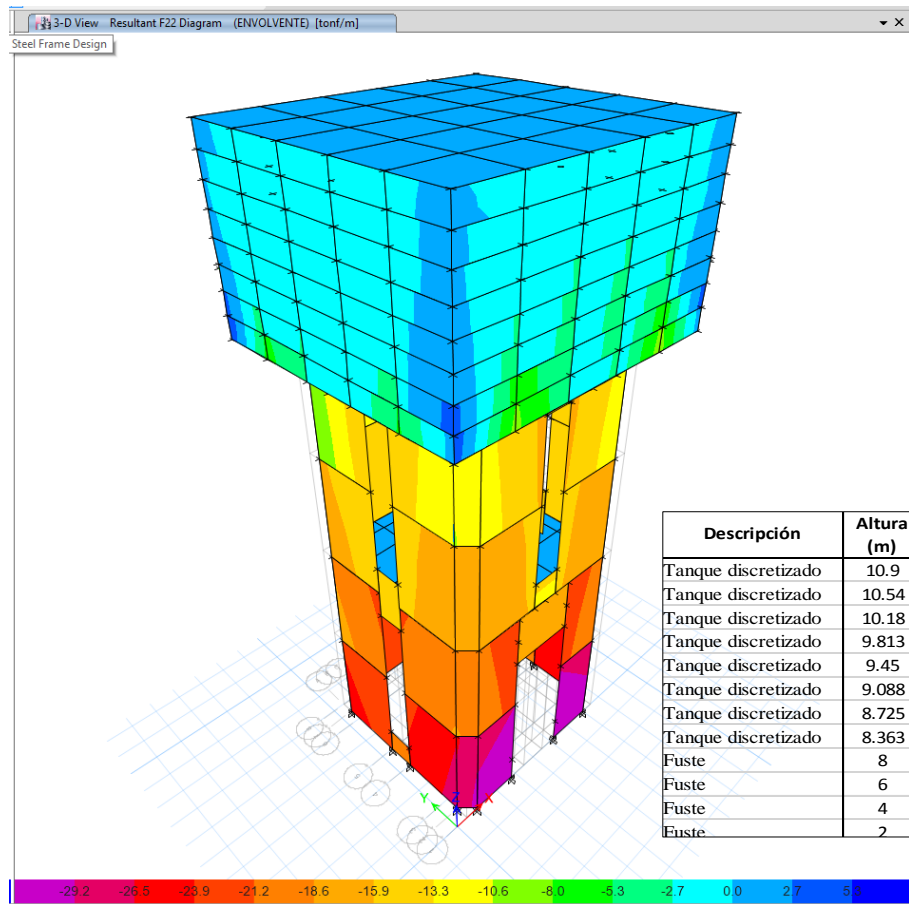 3-D View Resultant F22 Diagram (ENVOLVENTE) [tonf/m]
Steel Frame Design
Descripción Altura (m)
Tanque discretizado 10.9
Tanque discretizado 10.54
Tanque discretizado 10.18
Tanque discretizado 9.813
Tanque discretizado 9.45
Tanque discretizado 9.088
Tanque discretizado 8.725
Tanque discretizado 8.363
Fuste 8
Fuste 6
Fuste 4
Fuste 2
Y Z X
-29.2 -26.5 -23.9 -21.2 -18.6 -15.9 -13.3 -10.6 -8.0 -5.3 -2.7 0.0 2.7